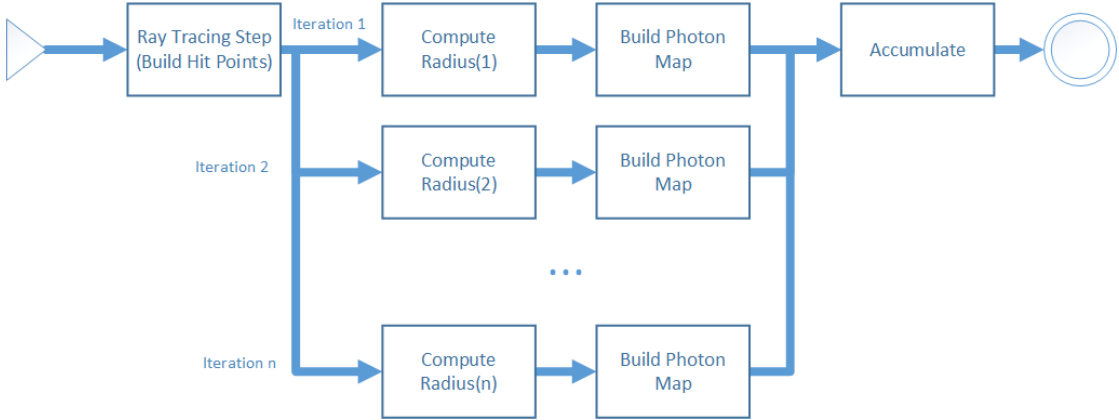 Iteration 1
Ray Tracing Step
(Build Hit Points)
Compute
Radius(1)
Build Photon
Map
Accumulate
Iteration 2
Compute
Radius(2)
Build Photon
Map
...
Iteration n
Compute
Radius(n)
Build Photon
Map